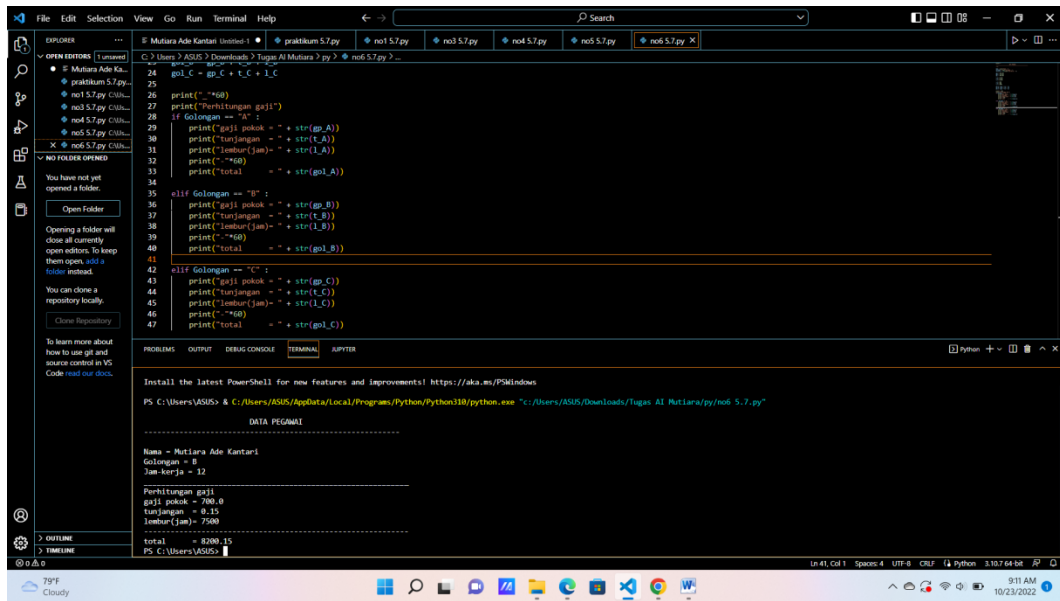 File Edit Selection View Go Run Terminal Help
Search
EXPLORER
OPEN EDITORS 1 unsaved
Mutiara Ade Ka...
praktikum 5.7.py...
no1 5.7.py C:\Us...
no3 5.7.py C:\Us...
no4 5.7.py C:\Us...
no5 5.7.py C:\Us...
no6 5.7.py C:\Us...
NO FOLDER OPENED
You have not yet
opened a folder.
Open Folder
Opening a folder will
close all currently
open editors. To keep
them open, add a
folder instead.
You can clone a
repository locally.
Clone Repository
To learn more about
how to use git and
source control in VS
Code read our docs.
OUTLINE
TIMELINE
Mutiara Ade Kantari Untitled-1 praktikum 5.7.py no1 5.7.py no3 5.7.py no4 5.7.py no5 5.7.py no6 5.7.py
C: > Users > ASUS > Downloads > Tugas AI Mutiara > py > no6 5.7.py > ...
24 gol_C = gp_C + t_C + l_C
25
26 print("_"*60)
27 print("Perhitungan gaji")
28 if Golongan == "A" :
29 print("gaji pokok = " + str(gp_A))
30 print("tunjangan = " + str(t_A))
31 print("lembur(jam)= " + str(l_A))
32 print("-"*60)
33 print("total = " + str(gol_A))
34
35 elif Golongan == "B" :
36 print("gaji pokok = " + str(gp_B))
37 print("tunjangan = " + str(t_B))
38 print("lembur(jam)= " + str(l_B))
39 print("-"*60)
40 print("total = " + str(gol_B))
41
42 elif Golongan == "C" :
43 print("gaji pokok = " + str(gp_C))
44 print("tunjangan = " + str(t_C))
45 print("lembur(jam)= " + str(l_C))
46 print("-"*60)
47 print("total = " + str(gol_C))
PROBLEMS OUTPUT DEBUG CONSOLE TERMINAL JUPYTER
Python
Install the latest PowerShell for new features and improvements! https://aka.ms/PSWindows
PS C:\Users\ASUS> & C:/Users/ASUS/AppData/Local/Programs/Python/Python310/python.exe "c:/Users/ASUS/Downloads/Tugas AI Mutiara/py/no6 5.7.py"
DATA PEGAWAI
------------------------------------------------------------
Nama = Mutiara Ade Kantari
Golongan = B
Jam-kerja = 12
____________________________________________________________
Perhitungan gaji
gaji pokok = 700.0
tunjangan = 0.15
lembur(jam)= 7500
------------------------------------------------------------
total = 8200.15
PS C:\Users\ASUS>
0 0
Ln 41, Col 1 Spaces: 4 UTF-8 CRLF Python 3.10.7 64-bit
79°F
Cloudy
9:11 AM
10/23/2022
1